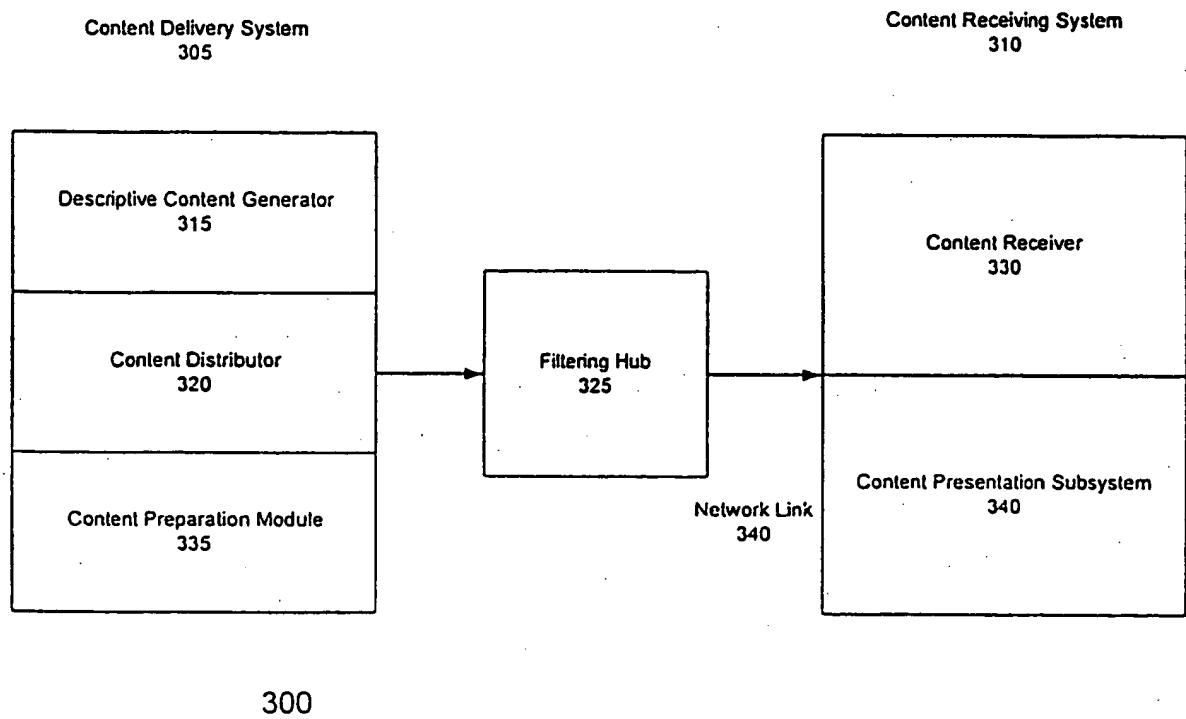 Content Delivery System
305
Content Receiving System
310
Descriptive Content Generator
315
Content Distributor
320
Content Preparation Module
335
Filtering Hub
325
Network Link
340
Content Receiver
330
Content Presentation Subsystem
340
300